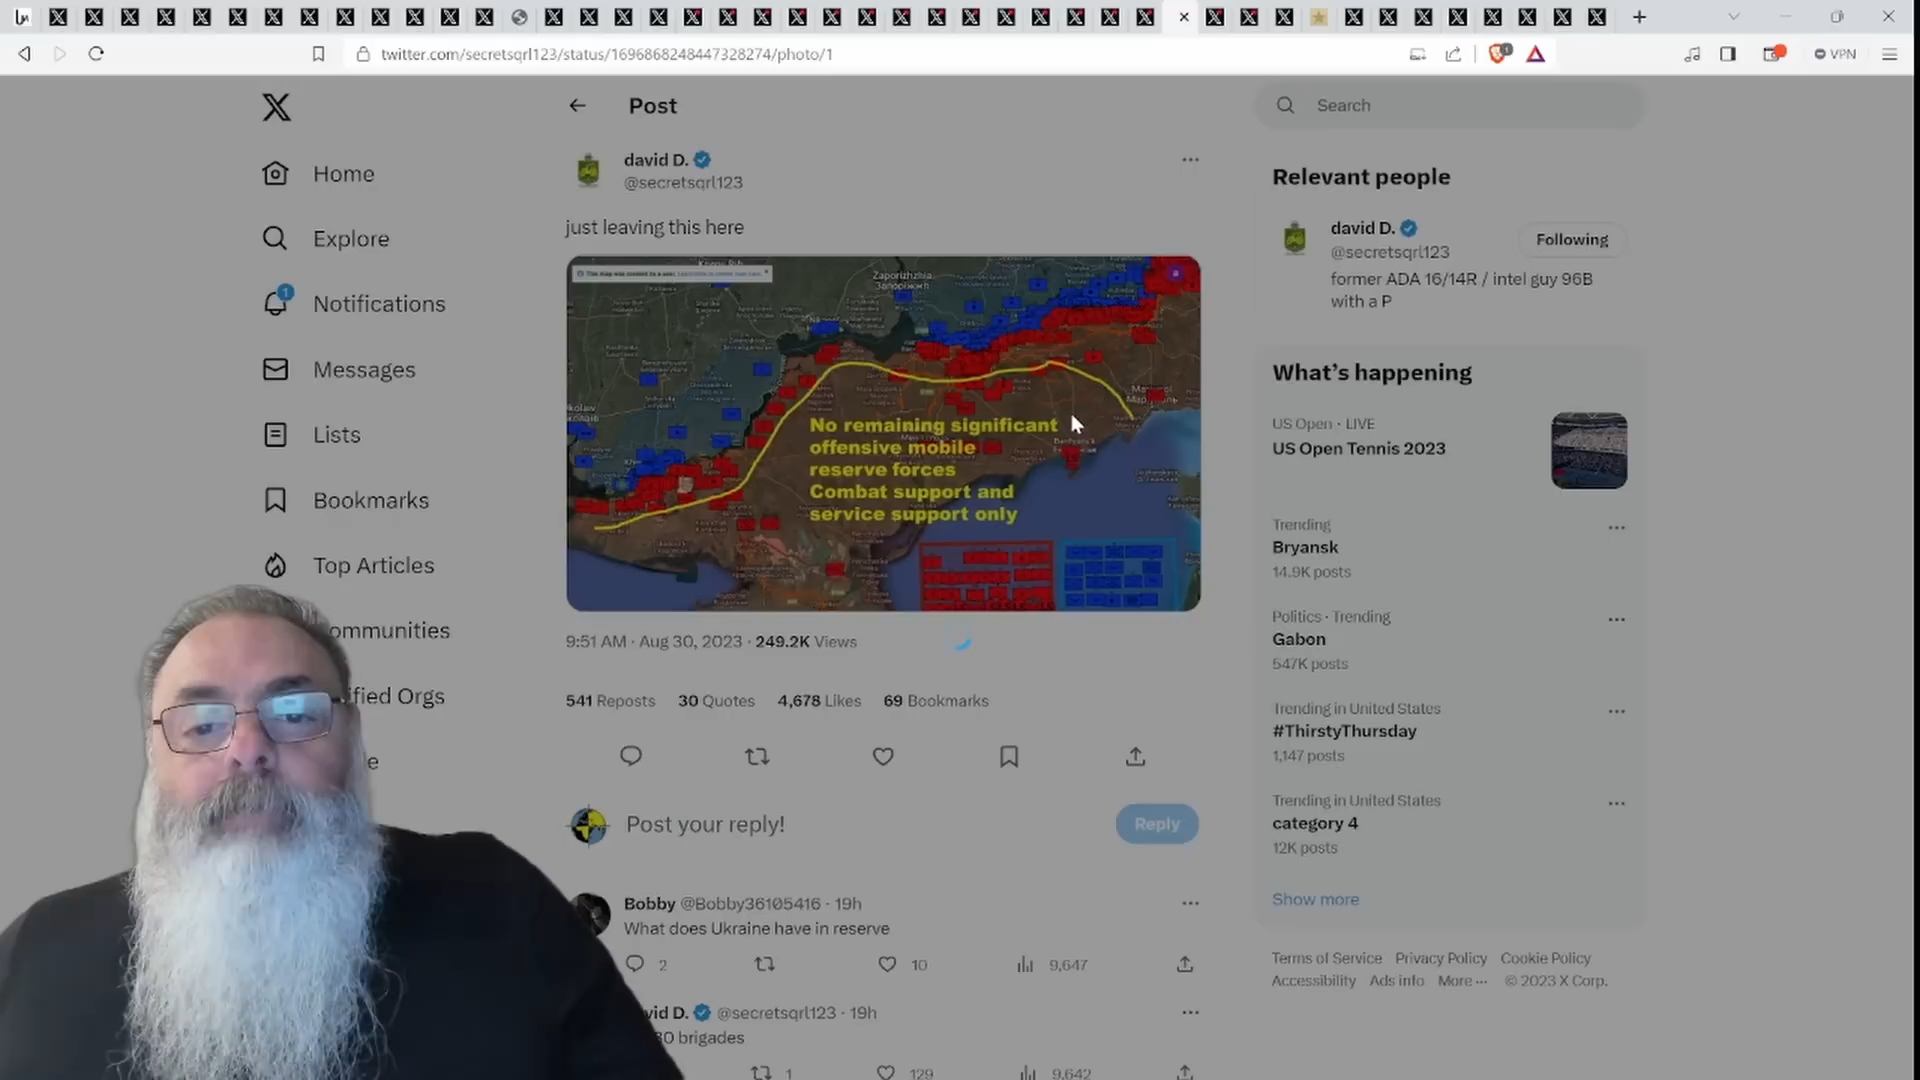 twitter.com/secretsqrl123/status/1696868248447328274/photo/1
VPN
Home
Explore
1
Notifications
Messages
Lists
Bookmarks
Top Articles
Post
david D.
@secretsqrl123
just leaving this here
Zaporizhzhia
Запоріжжя
No remaining significant
offensive mobile
reserve forces
Combat support and
service support only
9:51 AM · Aug 30, 2023 · 249.2K Views
541 Reposts 30 Quotes 4,678 Likes 69 Bookmarks
Post your reply!
Reply
Bobby @Bobby36105416 · 19h
What does Ukraine have in reserve
2 10 9,647
vid D. @secretsqrl123 · 19h
30 brigades
1 129 9,642
Search
Relevant people
david D.
@secretsqrl123
Following
former ADA 16/14R / intel guy 96B
with a P
What's happening
US Open · LIVE
US Open Tennis 2023
Trending
Bryansk
14.9K posts
Politics · Trending
Gabon
547K posts
Trending in United States
#ThirstyThursday
1,147 posts
Trending in United States
category 4
12K posts
Show more
Terms of Service Privacy Policy Cookie Policy
Accessibility Ads info More ··· © 2023 X Corp.